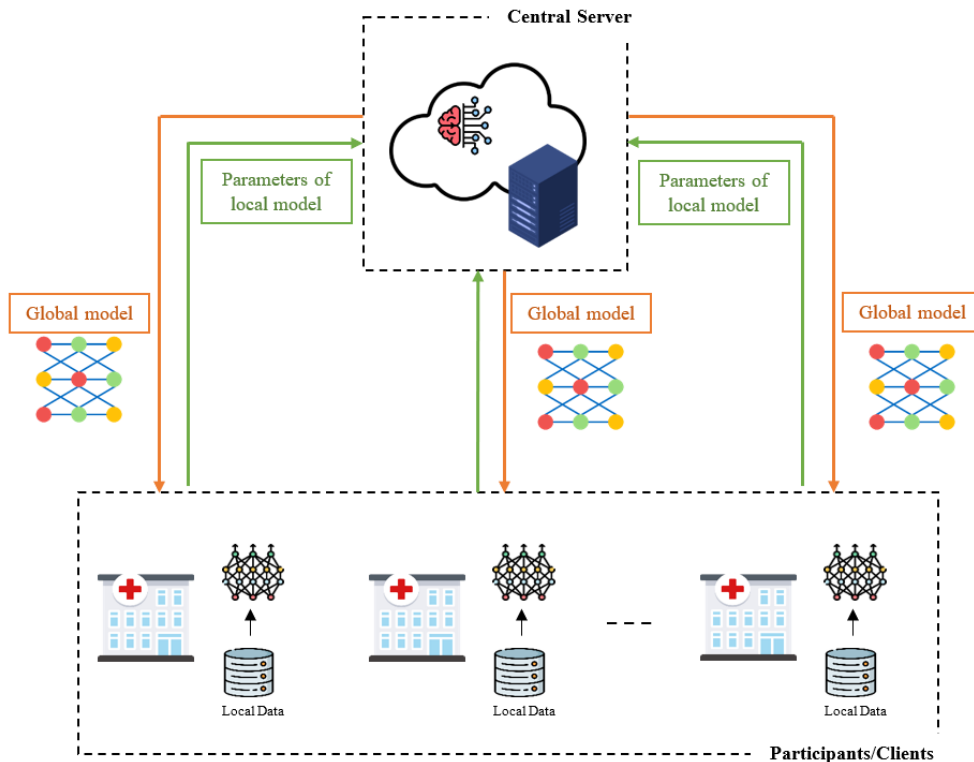 Central Server
Parameters of
local model
Parameters of
local model
Global model
Global model
Global model
Local Data
Local Data
Local Data
Participants/Clients